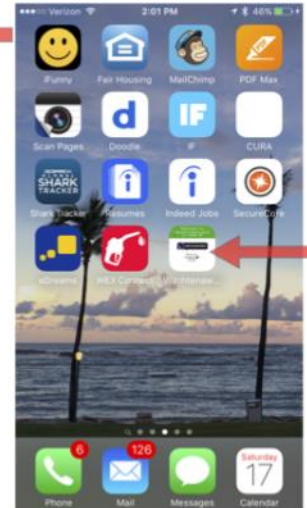 Verizon 2:01 PM 46%
iFunny Fair Housing MailChimp PDF Max
d IF
Scan Pages Doodle IF CURA
SHARK TRACKER
Shark Tracker Resumes Indeed Jobs SecureCore
eDreams WEX Connect
6 126 Saturday 17
Phone Mail Messages Calendar